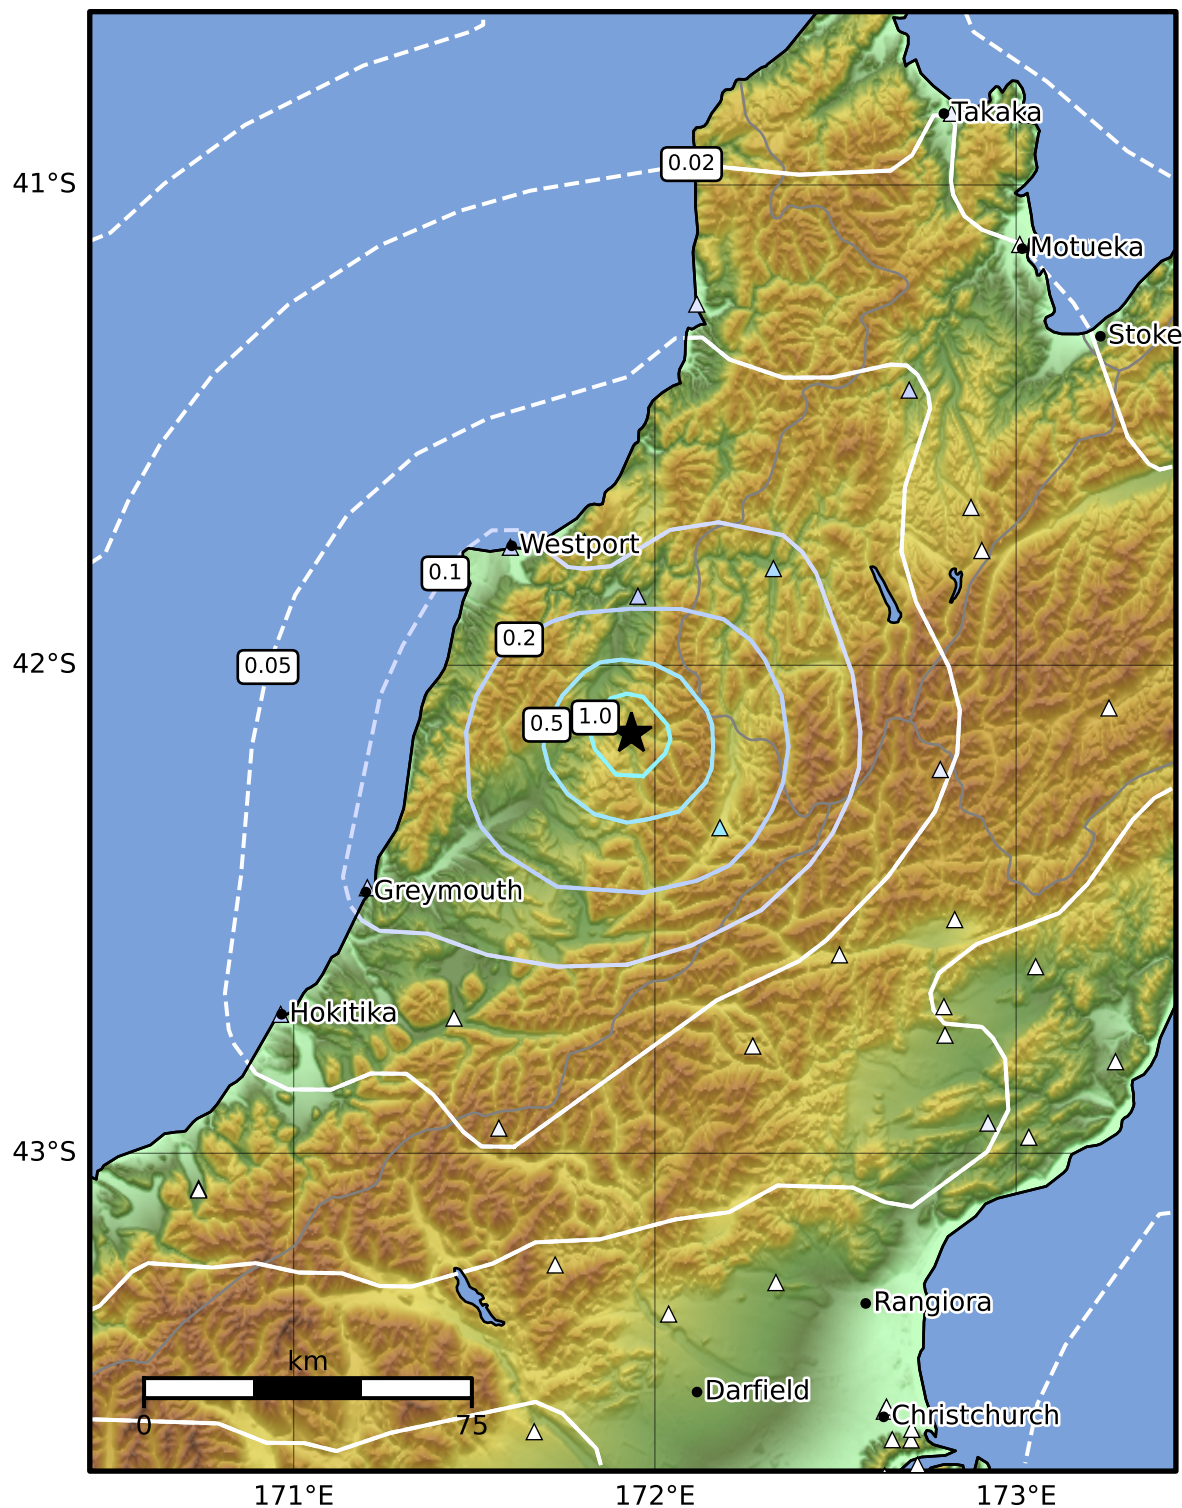 Takaka
0.02
41°S
Motueka
Stoke
Westport
0.1
0.2
0.05
42°S
0.5
1.0
Greymouth
Hokitika
43°S
Rangiora
km
Darfield
0
75
Christchurch
171°E
172°E
173°E